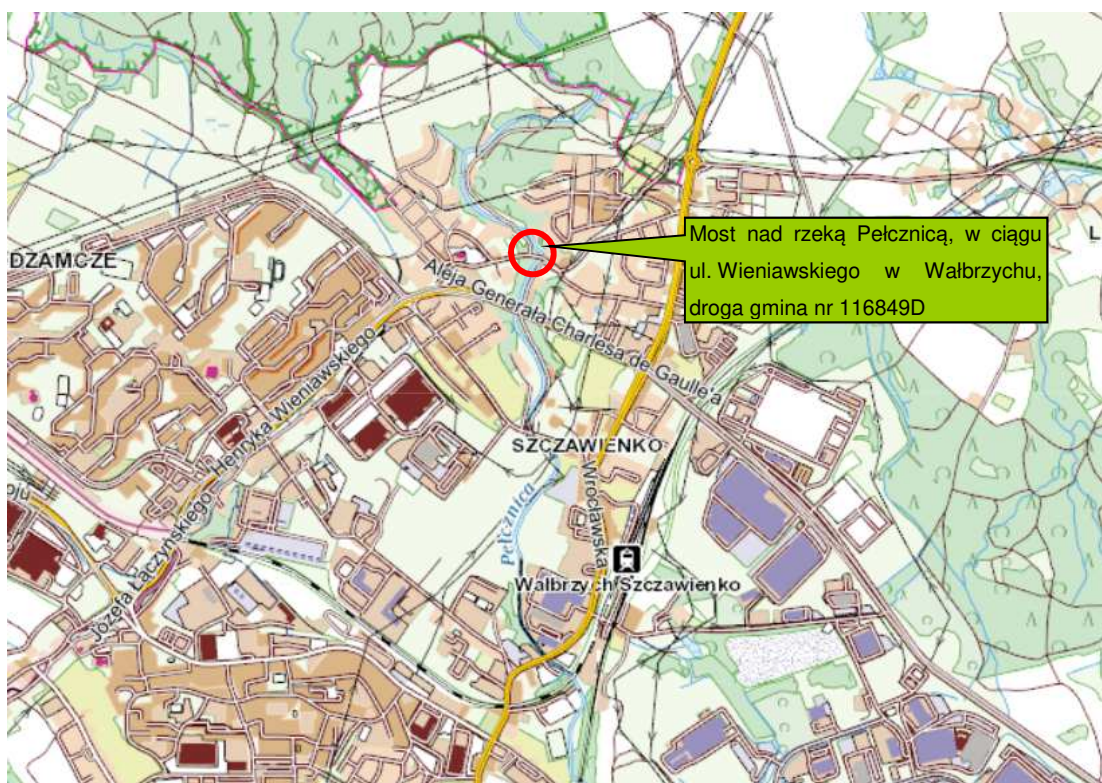 Most nad rzeką Pełcznicą, w ciągu
ul. Wieniawskiego w Wałbrzychu,
droga gmina nr 116849D
DZAMCZE
L
Aleja Generała Charlesa de Gaulle'a
Henryka Wieniawskiego
SZCZAWIENKO
Wrocławska
Pełcznica
oju
Józefa Łączyńskiego
Wałbrzych Szczawienko